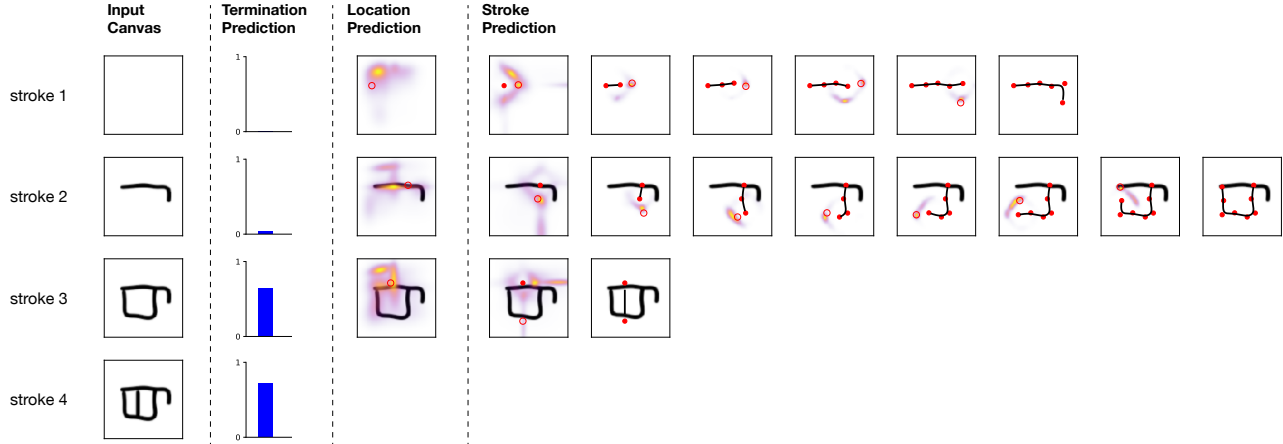 Input Canvas
Termination Prediction
Location Prediction
Stroke Prediction
stroke 1
1
0
stroke 2
1
0
stroke 3
1
0
stroke 4
1
0